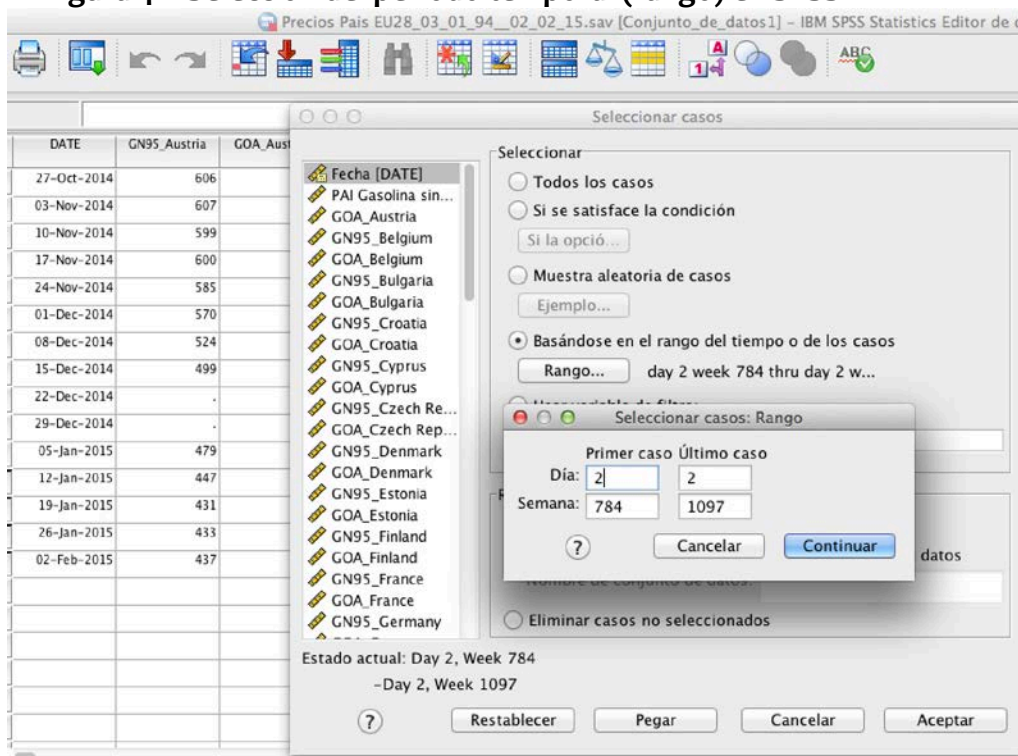 Precios Pais EU28_03_01_94__02_02_15.sav [Conjunto_de_datos1] – IBM SPSS Statistics Editor de
DATE GN95_Austria
27-Oct-2014 606
03-Nov-2014 607
10-Nov-2014 599
17-Nov-2014 600
24-Nov-2014 585
01-Dec-2014 570
08-Dec-2014 524
15-Dec-2014 499
22-Dec-2014 .
29-Dec-2014 .
05-Jan-2015 479
12-Jan-2015 447
19-Jan-2015 431
26-Jan-2015 433
02-Feb-2015 437
Seleccionar casos
Fecha [DATE]
PAI Gasolina sin...
GOA_Austria
GN95_Belgium
GOA_Belgium
GN95_Bulgaria
GOA_Bulgaria
GN95_Croatia
GOA_Croatia
GN95_Cyprus
GOA_Cyprus
GN95_Czech Re...
GOA_Czech Rep...
GN95_Denmark
GOA_Denmark
GN95_Estonia
GOA_Estonia
GN95_Finland
GOA_Finland
GN95_France
GOA_France
GN95_Germany
Seleccionar
Todos los casos
Si se satisface la condición
Si la opció...
Muestra aleatoria de casos
Ejemplo...
Basándose en el rango del tiempo o de los casos
Rango... day 2 week 784 thru day 2 w...
Seleccionar casos: Rango
Primer caso Último caso
Día: 2 2
Semana: 784 1097
? Cancelar Continuar
datos
Eliminar casos no seleccionados
Estado actual: Day 2, Week 784
–Day 2, Week 1097
? Restablecer Pegar Cancelar Aceptar